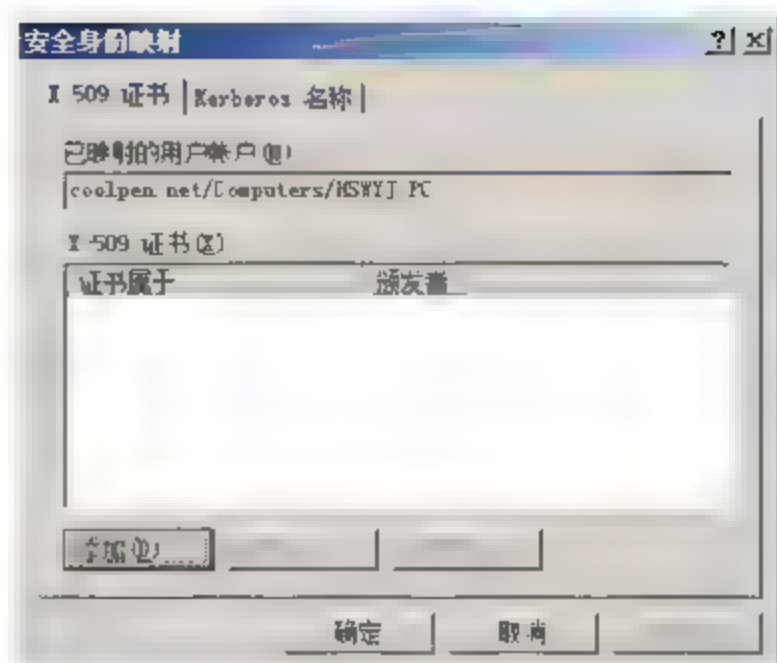 安全身份映射
X 509 证书 Kerberos 名称
已映射的用户帐户(M)
coolpen net/Computers/MSWYJ PC
X 509 证书(X)
证书属于 颁发者
添加(D)...
确定 取消